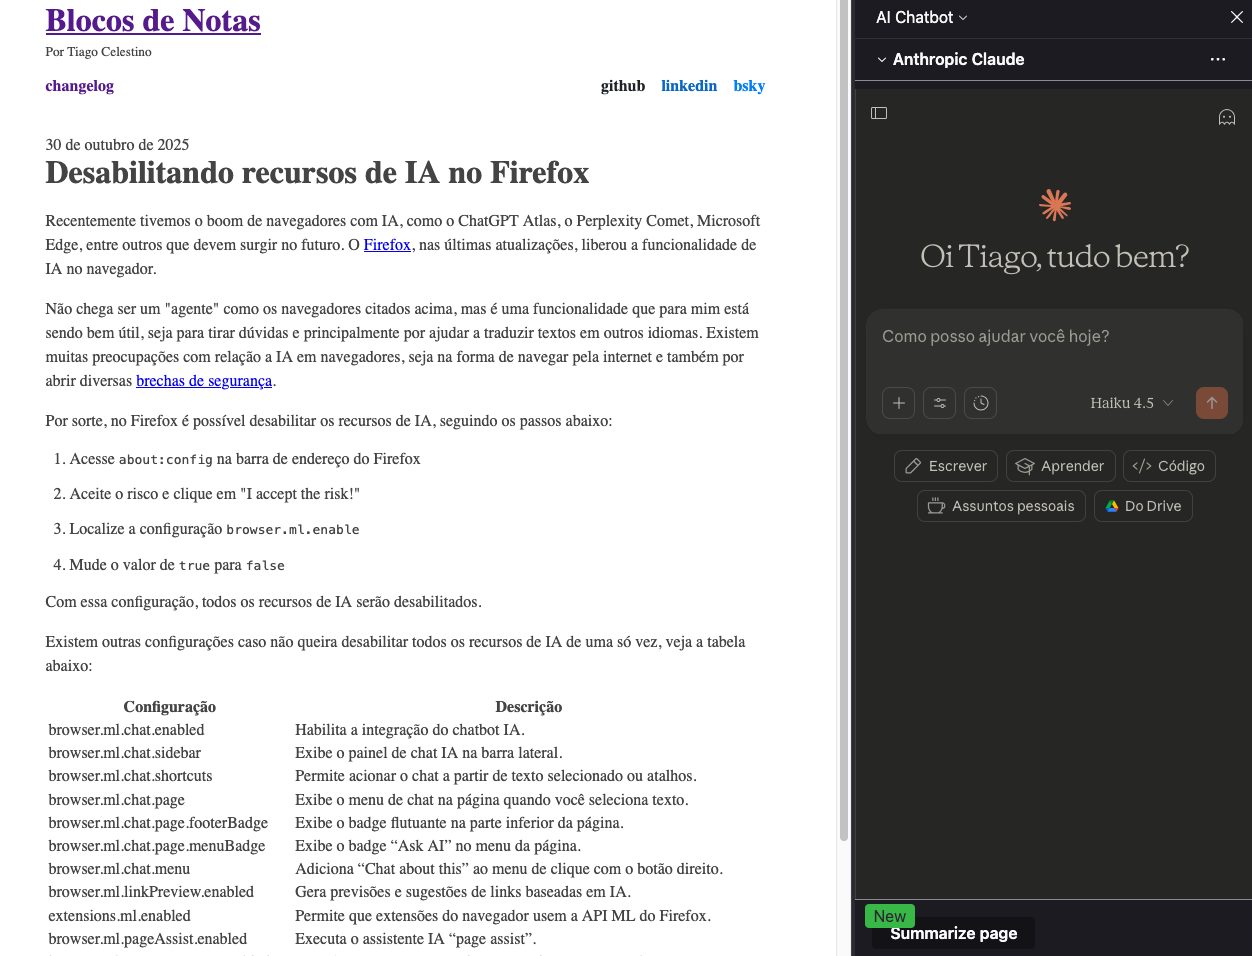 Blocos de Notas
Por Tiago Celestino
changelog
github linkedin bsky
30 de outubro de 2025
Desabilitando recursos de IA no Firefox
Recentemente tivemos o boom de navegadores com IA, como o ChatGPT Atlas, o Perplexity Comet, Microsoft
Edge, entre outros que devem surgir no futuro. O Firefox, nas últimas atualizações, liberou a funcionalidade de
IA no navegador.
Não chega ser um "agente" como os navegadores citados acima, mas é uma funcionalidade que para mim está
sendo bem útil, seja para tirar dúvidas e principalmente por ajudar a traduzir textos em outros idiomas. Existem
muitas preocupações com relação a IA em navegadores, seja na forma de navegar pela internet e também por
abrir diversas brechas de segurança.
Por sorte, no Firefox é possível desabilitar os recursos de IA, seguindo os passos abaixo:
1. Acesse about:config na barra de endereço do Firefox
2. Aceite o risco e clique em "I accept the risk!"
3. Localize a configuração browser.ml.enable
4. Mude o valor de true para false
Com essa configuração, todos os recursos de IA serão desabilitados.
Existem outras configurações caso não queira desabilitar todos os recursos de IA de uma só vez, veja a tabela
abaixo:
Configuração Descrição
browser.ml.chat.enabled Habilita a integração do chatbot IA.
browser.ml.chat.sidebar Exibe o painel de chat IA na barra lateral.
browser.ml.chat.shortcuts Permite acionar o chat a partir de texto selecionado ou atalhos.
browser.ml.chat.page Exibe o menu de chat na página quando você seleciona texto.
browser.ml.chat.page.footerBadge Exibe o badge flutuante na parte inferior da página.
browser.ml.chat.page.menuBadge Exibe o badge “Ask AI” no menu da página.
browser.ml.chat.menu Adiciona “Chat about this” ao menu de clique com o botão direito.
browser.ml.linkPreview.enabled Gera previsões e sugestões de links baseadas em IA.
extensions.ml.enabled Permite que extensões do navegador usem a API ML do Firefox.
browser.ml.pageAssist.enabled Executa o assistente IA “page assist”.
AI Chatbot
Anthropic Claude
Oi Tiago, tudo bem?
Como posso ajudar você hoje?
Haiku 4.5
Escrever Aprender Código
Assuntos pessoais Do Drive
New
Summarize page